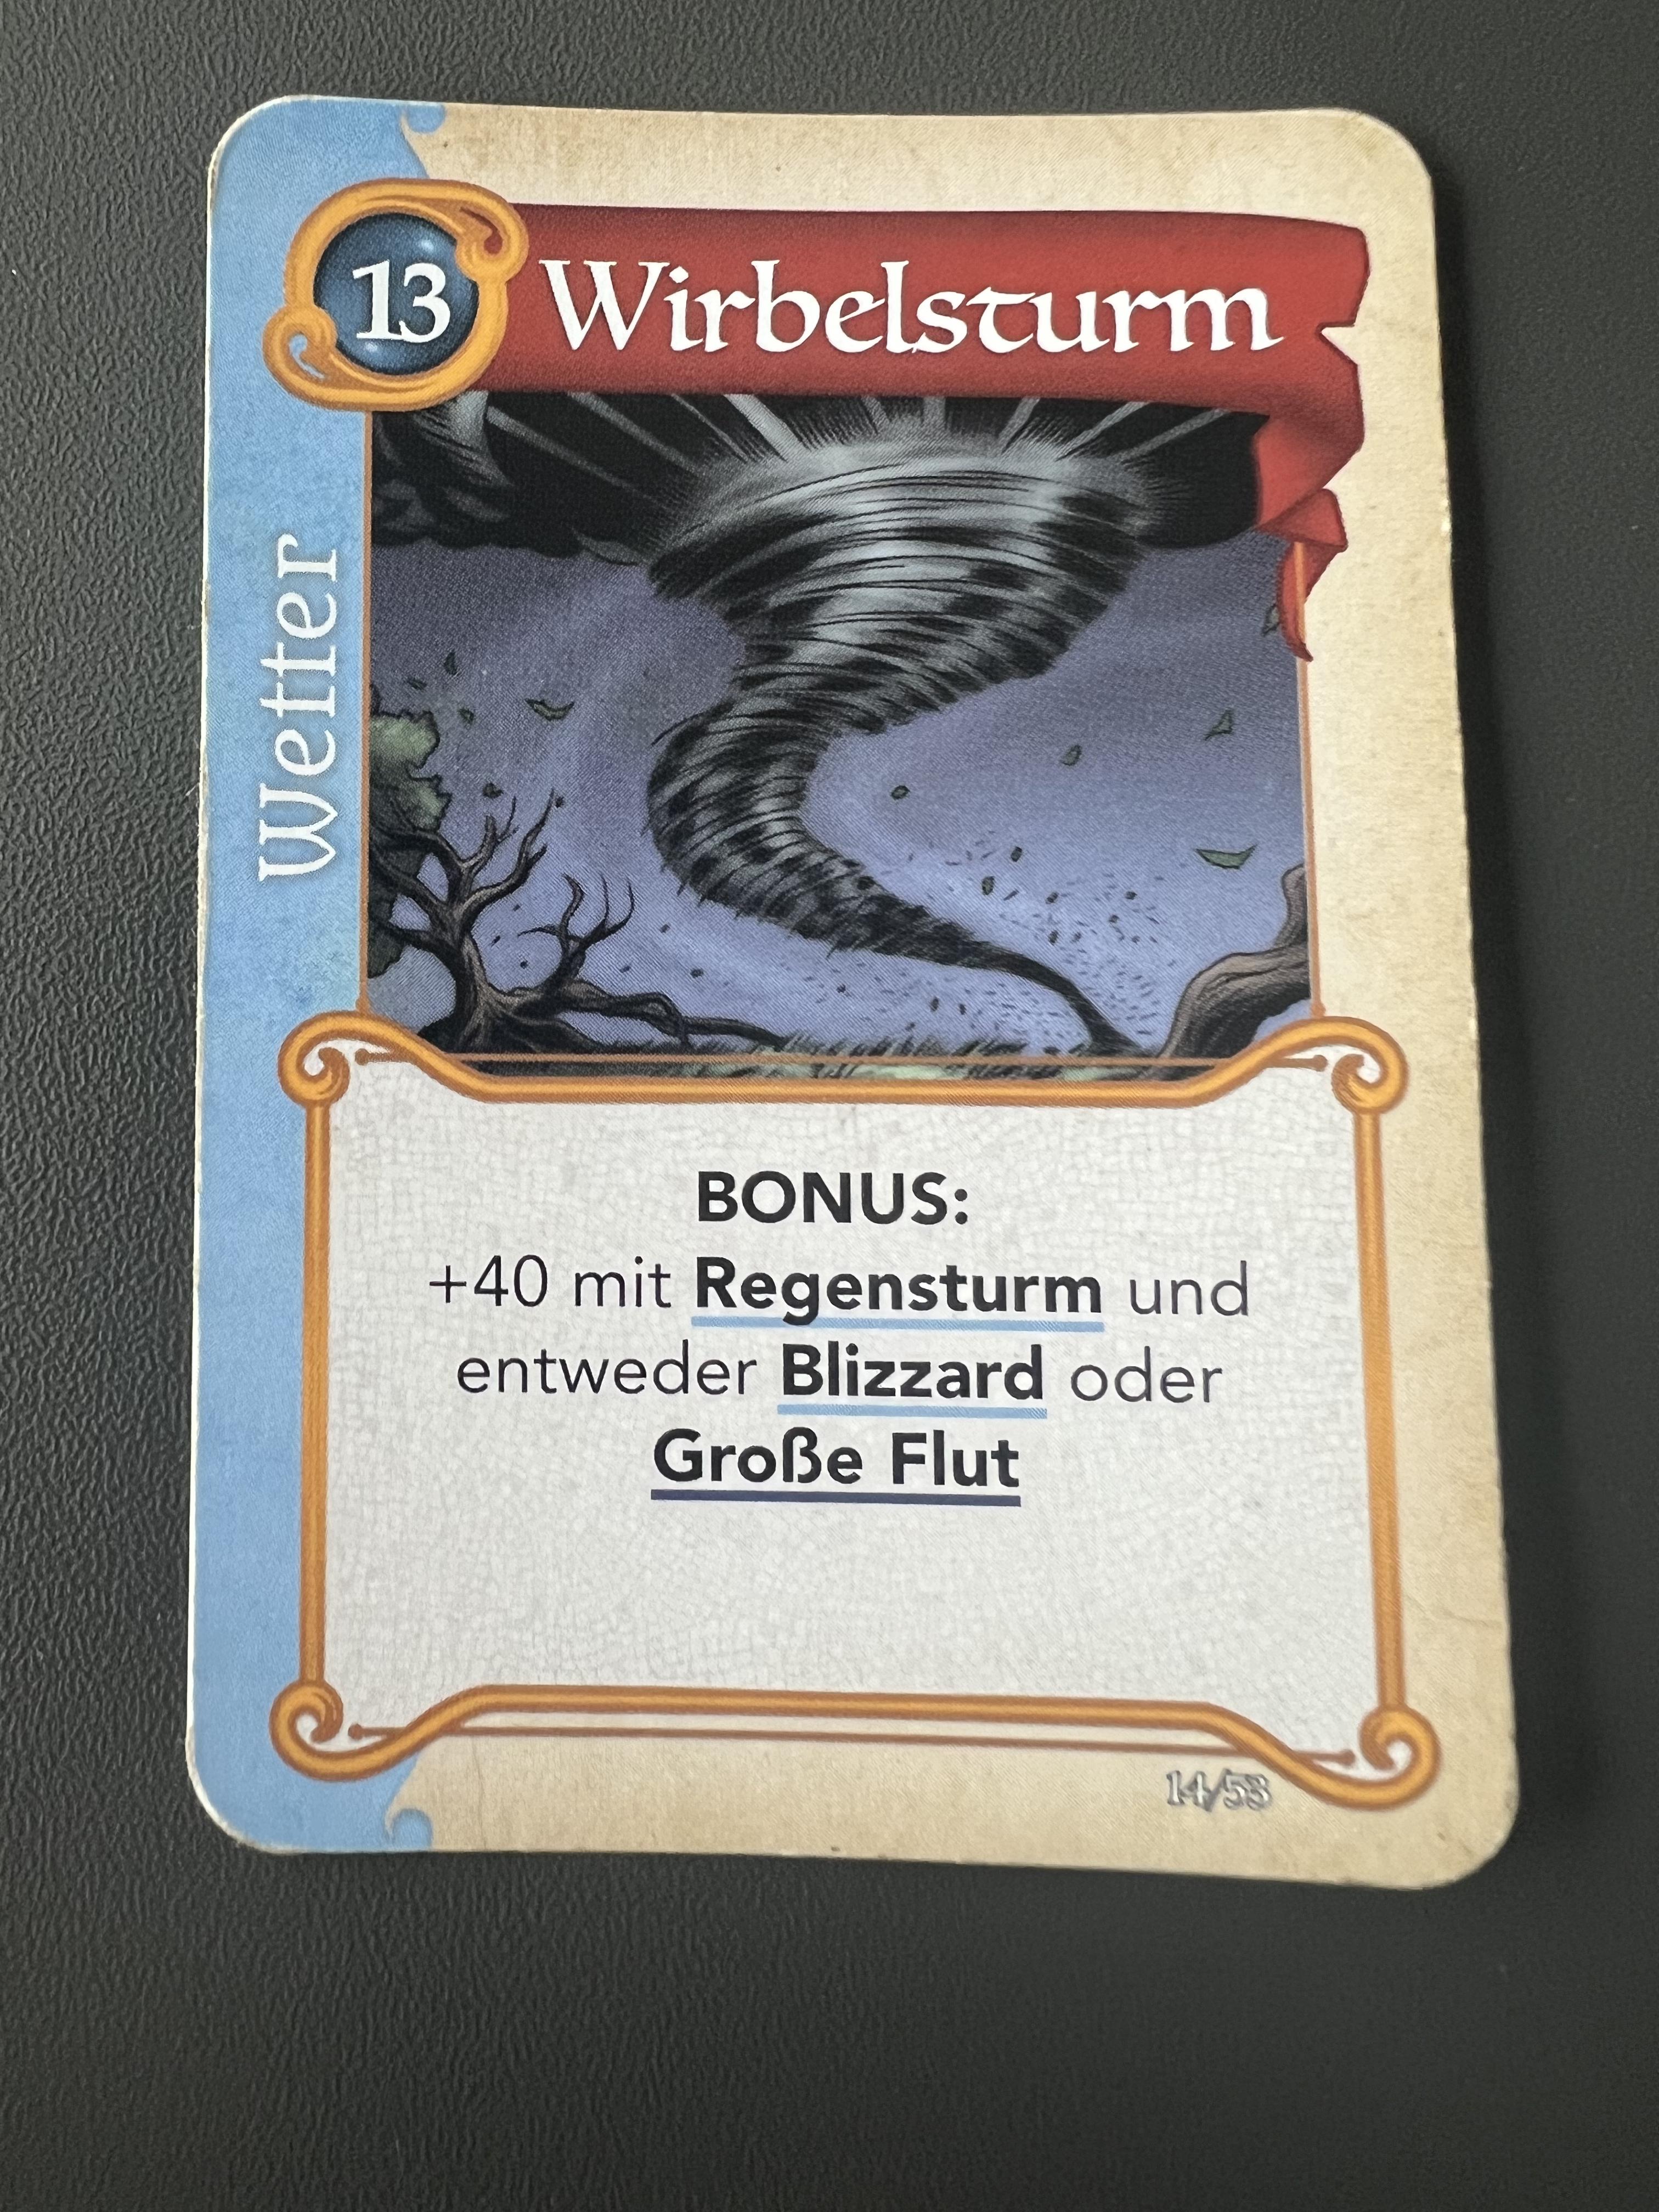 13
Wirbelsturm
Wetter
BONUS:
+40 mit Regensturm und
entweder Blizzard oder
Große Flut
14/53